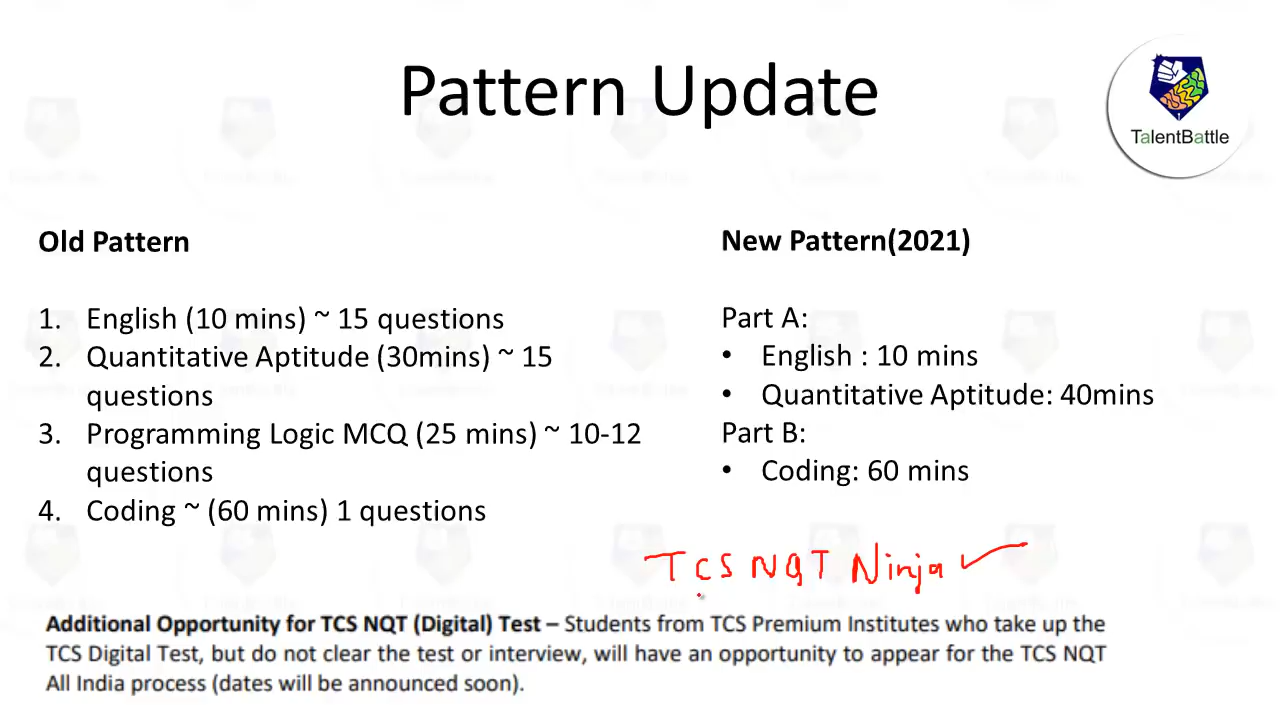 Pattern Update
TalentBattle
Old Pattern
1. English (10 mins) ~ 15 questions
2. Quantitative Aptitude (30mins) ~ 15
questions
3. Programming Logic MCQ (25 mins) ~ 10-12
questions
4. Coding ~ (60 mins) 1 questions
New Pattern(2021)
Part A:
• English : 10 mins
• Quantitative Aptitude: 40mins
Part B:
• Coding: 60 mins
TCS NQT Ninja ✓
Additional Opportunity for TCS NQT (Digital) Test – Students from TCS Premium Institutes who take up the
TCS Digital Test, but do not clear the test or interview, will have an opportunity to appear for the TCS NQT
All India process (dates will be announced soon).